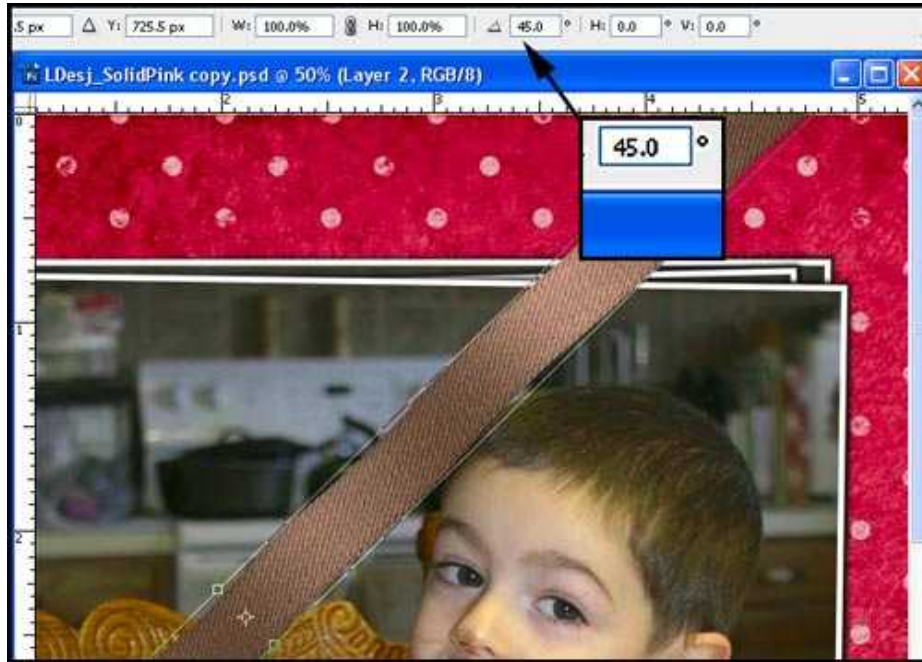 .5 px Δ Y: 725.5 px W: 100.0% H: 100.0% 45.0 ° H: 0.0 ° V: 0.0 °
LDesj_SolidPink copy.psd @ 50% (Layer 2, RGB/8)
2 3 4 5
0
45.0 °
1
2